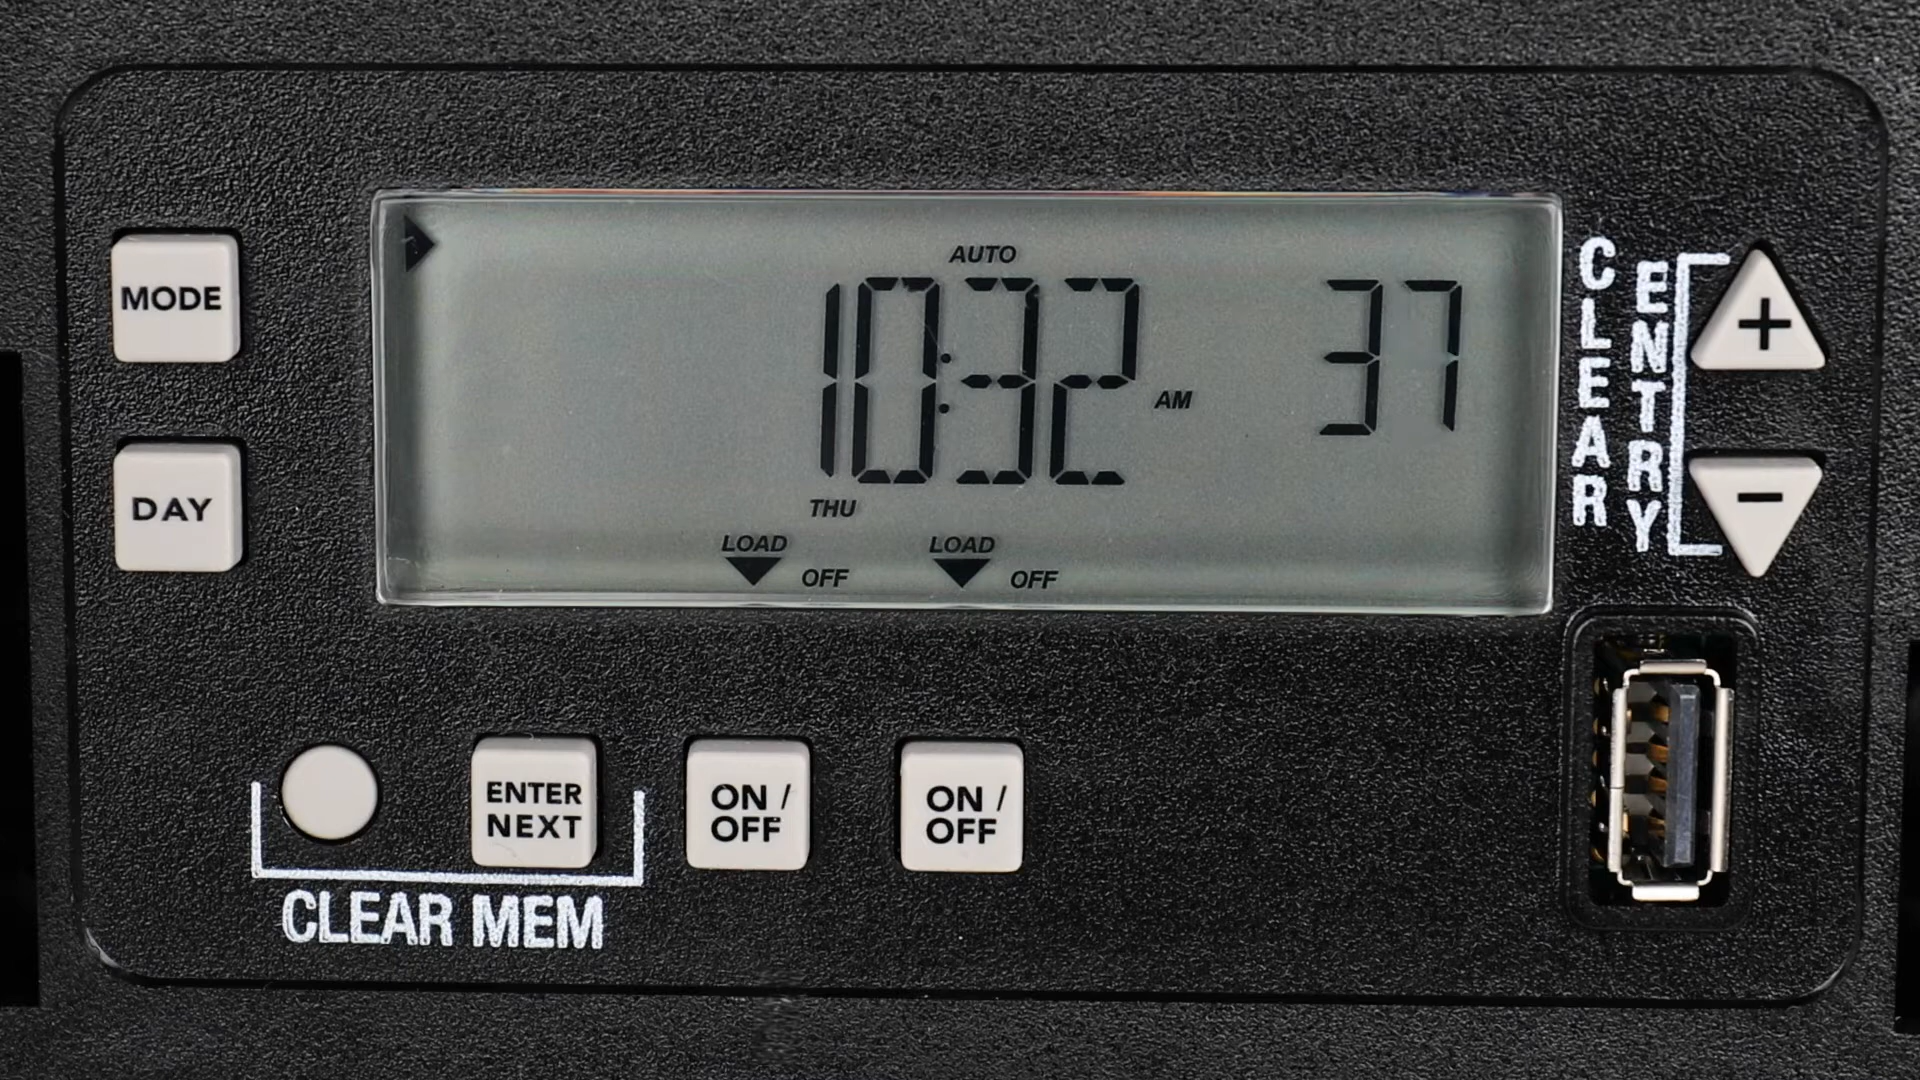 MODE
DAY
AUTO
10:32 AM
37
THU
LOAD OFF
LOAD OFF
CLEAR
ENTRY
+
-
ENTER
NEXT
ON /
OFF
ON /
OFF
CLEAR MEM